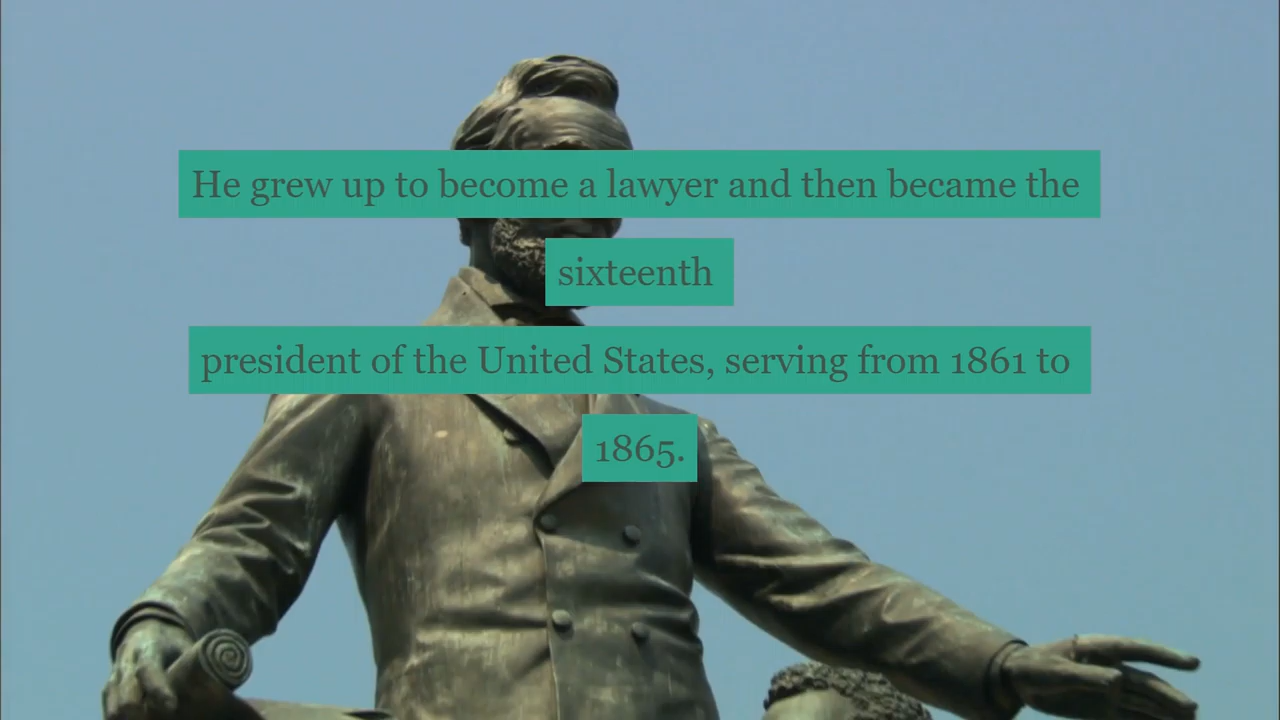 He grew up to become a lawyer and then became the
sixteenth
president of the United States, serving from 1861 to
1865.